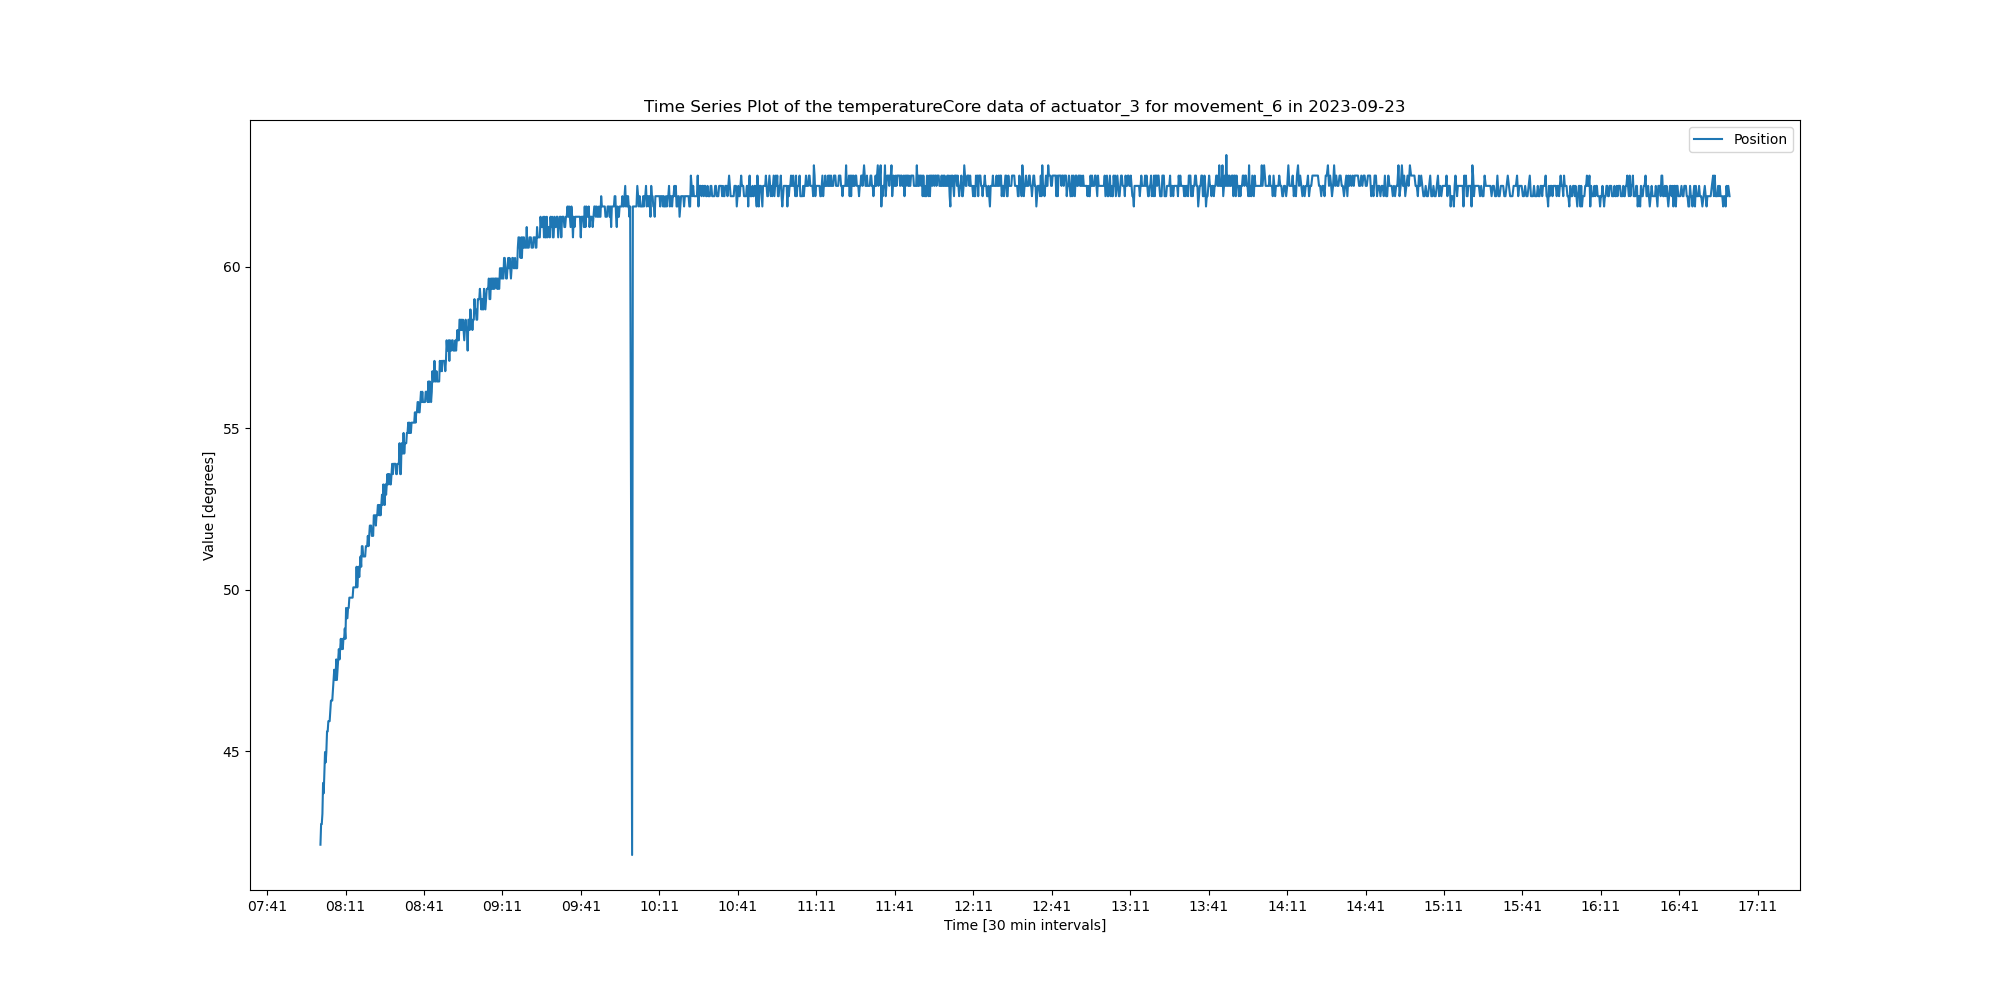 Time Series Plot of the temperatureCore data of actuator_3 for movement_6 in 2023-09-23
Position
60
55
50
45
Value [degrees]
07:41 08:11 08:41 09:11 09:41 10:11 10:41 11:11 11:41 12:11 12:41 13:11 13:41 14:11 14:41 15:11 15:41 16:11 16:41 17:11
Time [30 min intervals]